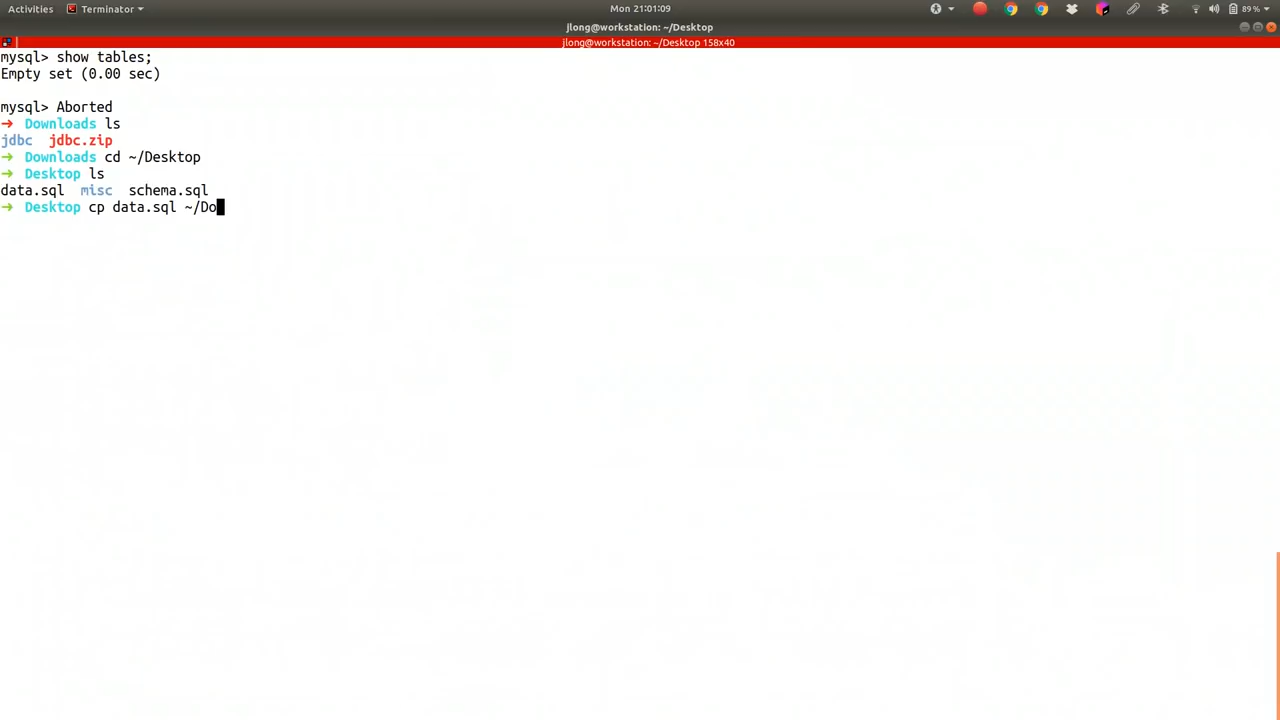 Activities Terminator Mon 21:01:09 89%
jlong@workstation: ~/Desktop
jlong@workstation: ~/Desktop 158x40
mysql> show tables;
Empty set (0.00 sec)
mysql> Aborted
➜ Downloads ls
jdbc jdbc.zip
➜ Downloads cd ~/Desktop
➜ Desktop ls
data.sql misc schema.sql
➜ Desktop cp data.sql ~/Do